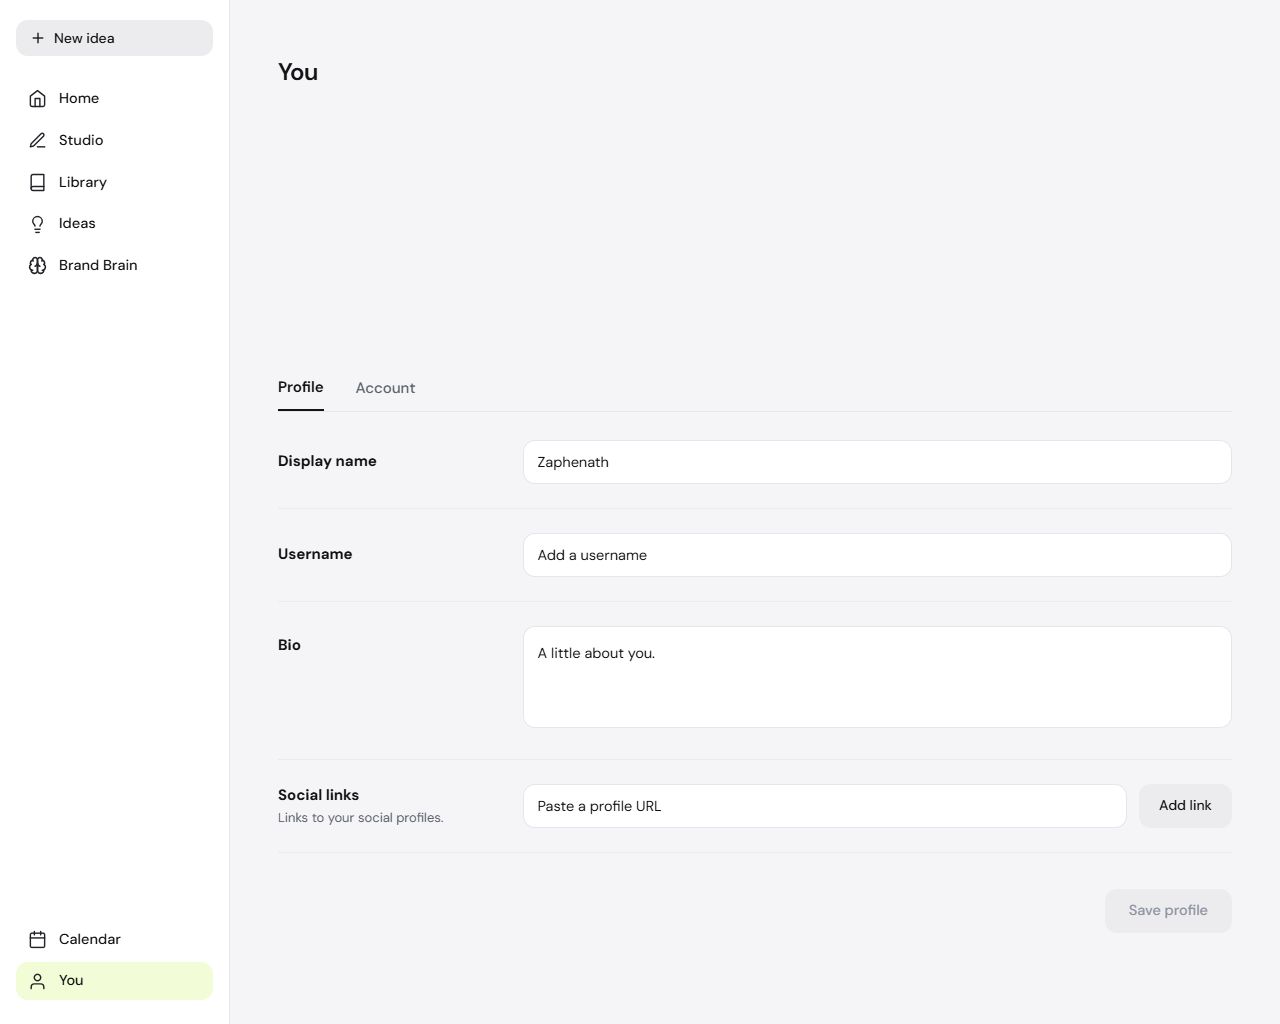 New idea
Home
Studio
Library
Ideas
Brand Brain
Calendar
You
You
Profile
Account
Display name
Zaphenath
Username
Add a username
Bio
A little about you.
Social links
Links to your social profiles.
Paste a profile URL
Add link
Save profile